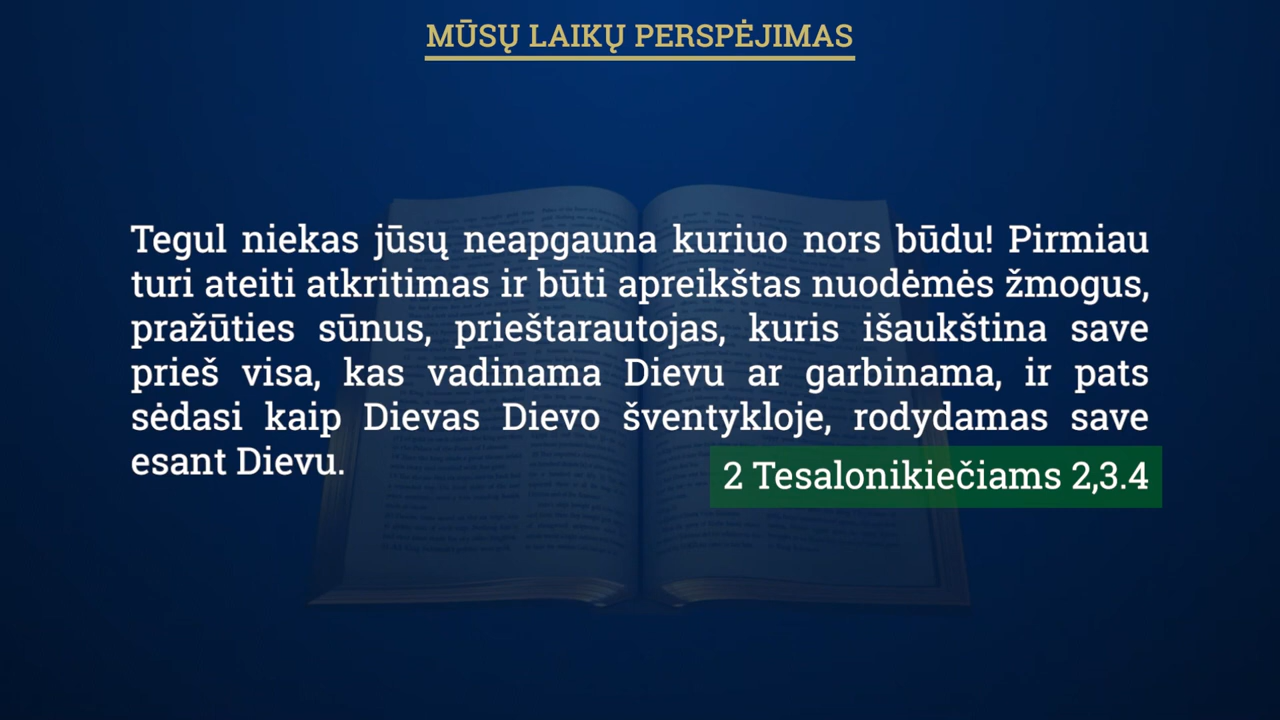 MŪSŲ LAIKŲ PERSPĖJIMAS
Tegul niekas jūsų neapgauna kuriuo nors būdu! Pirmiau
turi ateiti atkritimas ir būti apreikštas nuodėmės žmogus,
pražūties sūnus, prieštarautojas, kuris išaukština save
prieš visa, kas vadinama Dievu ar garbinama, ir pats
sėdasi kaip Dievas Dievo šventykloje, rodydamas save
esant Dievu.
2 Tesalonikiečiams 2,3.4